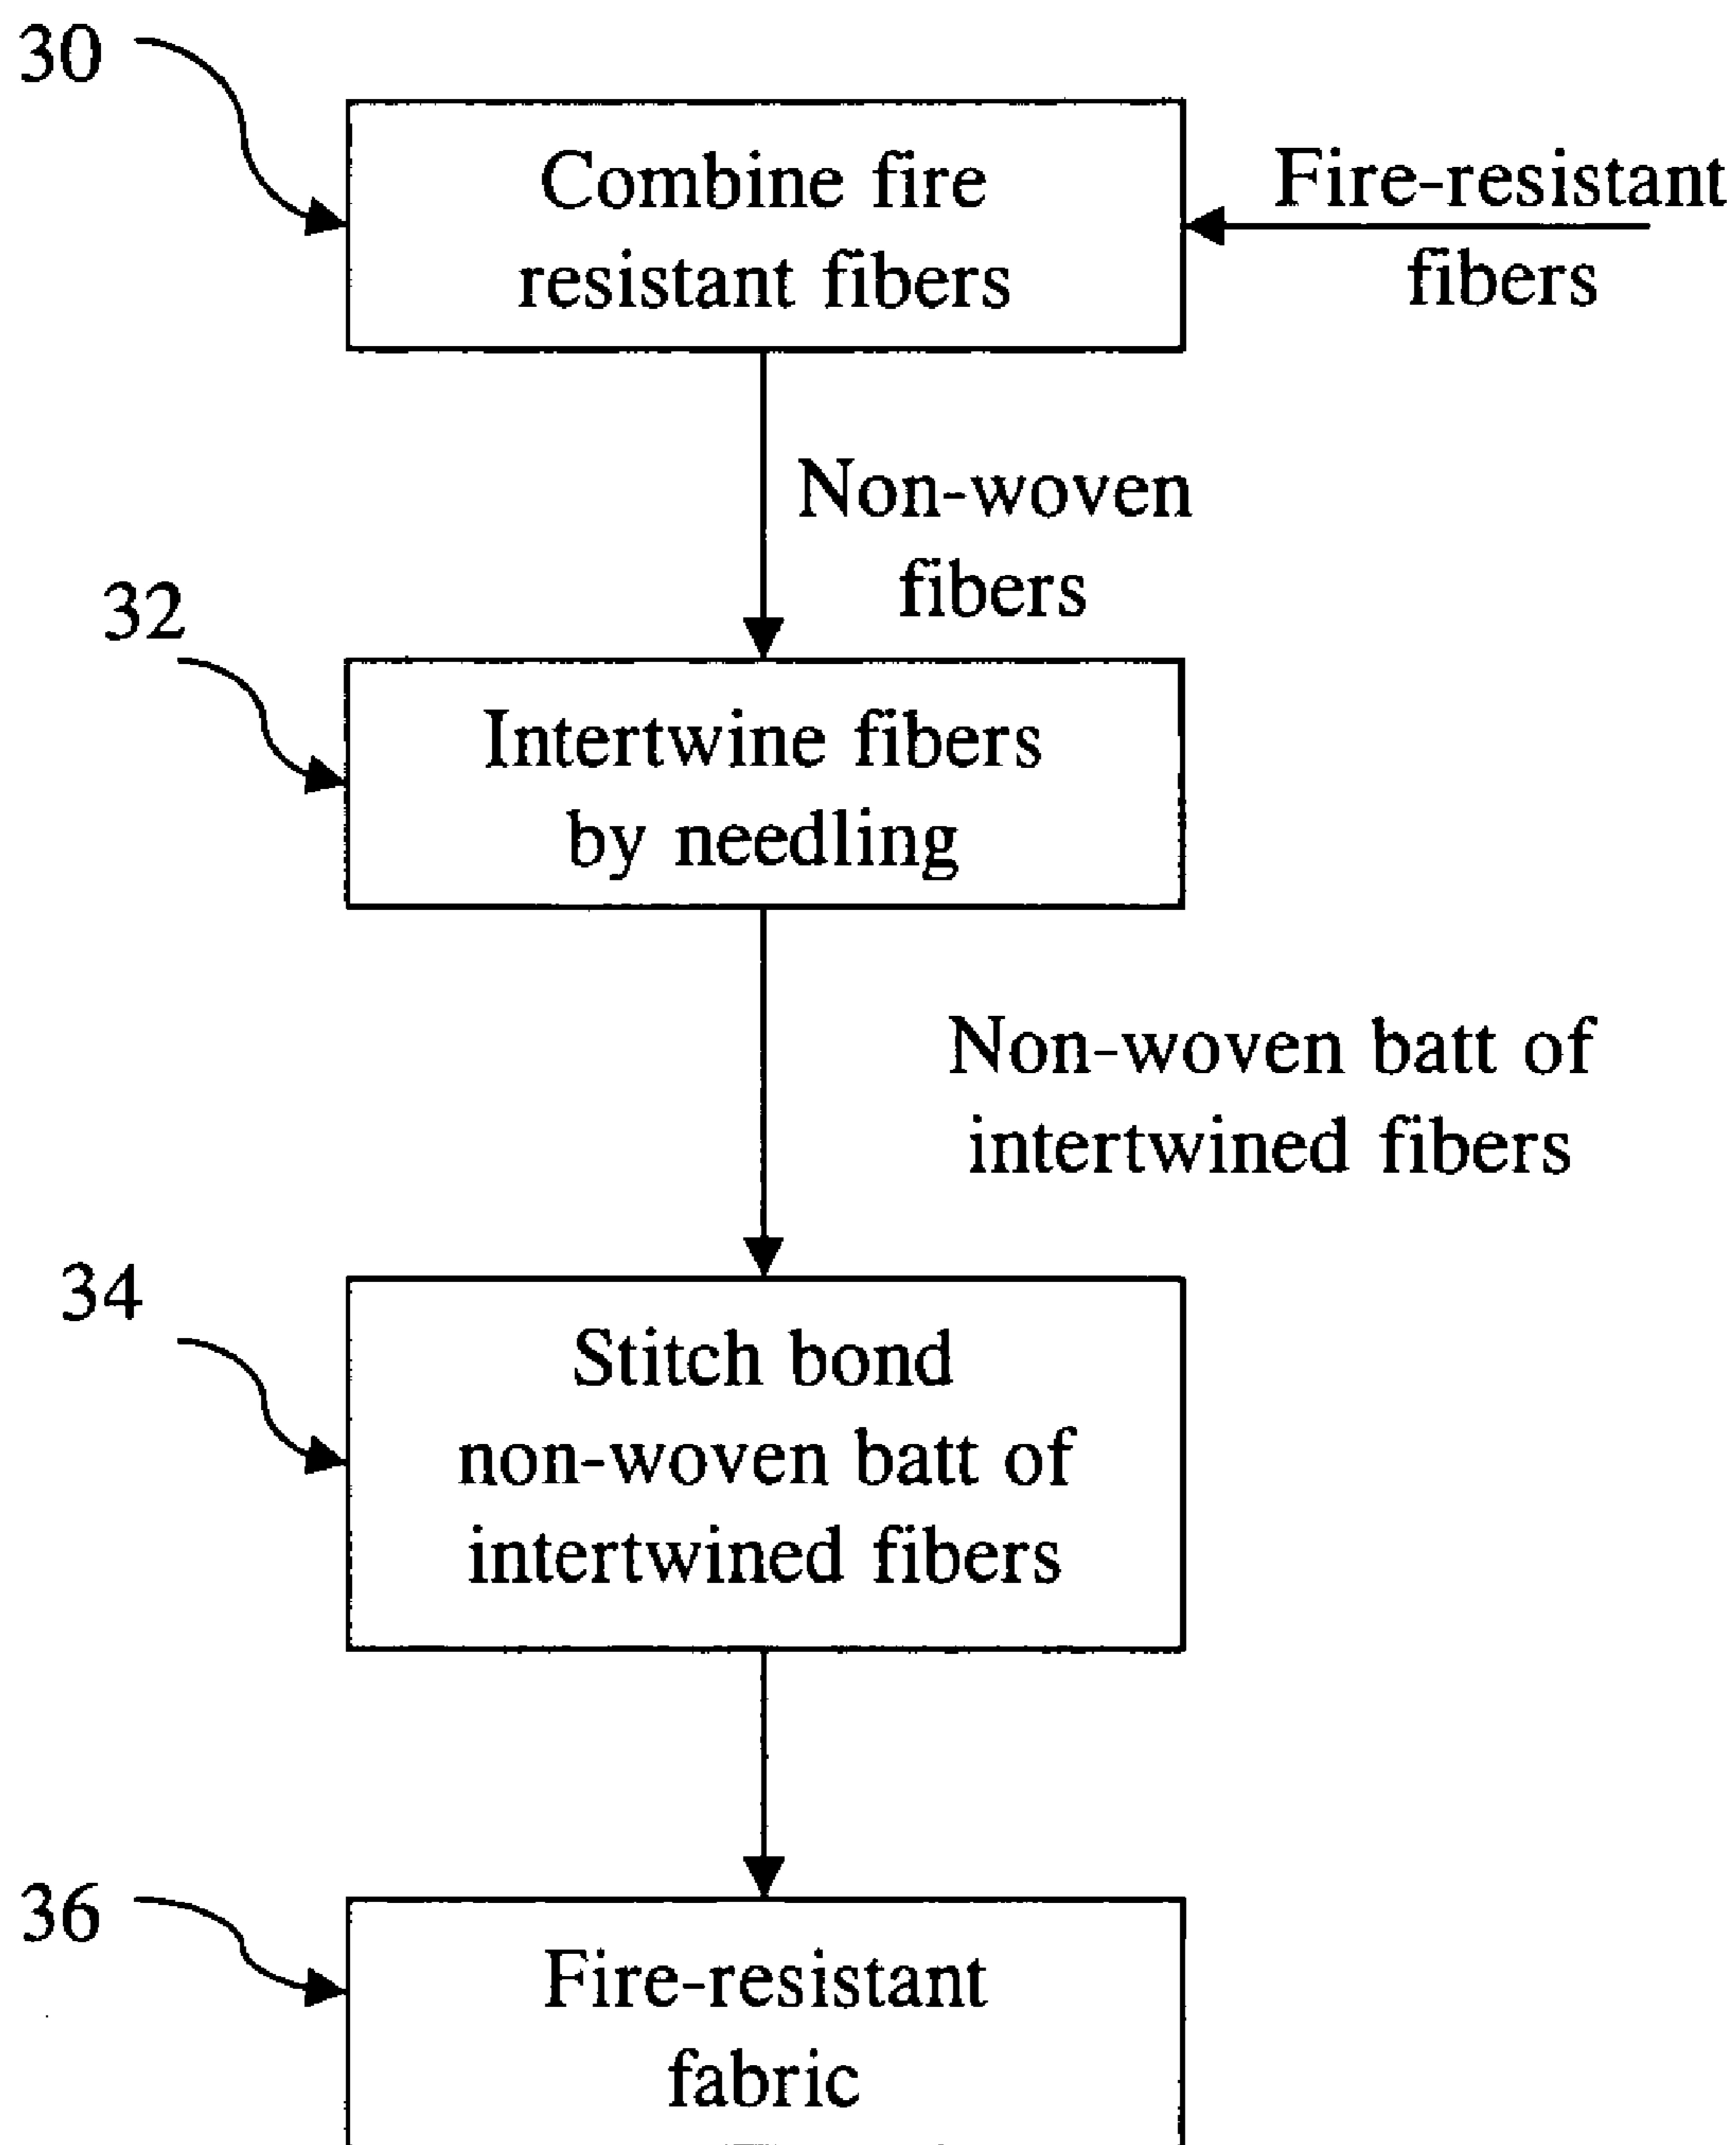 30
Combine fire
resistant fibers
Fire-resistant
fibers
Non-woven
fibers
32
Intertwine fibers
by needling
Non-woven batt of
intertwined fibers
34
Stitch bond
non-woven batt of
intertwined fibers
36
Fire-resistant
fabric